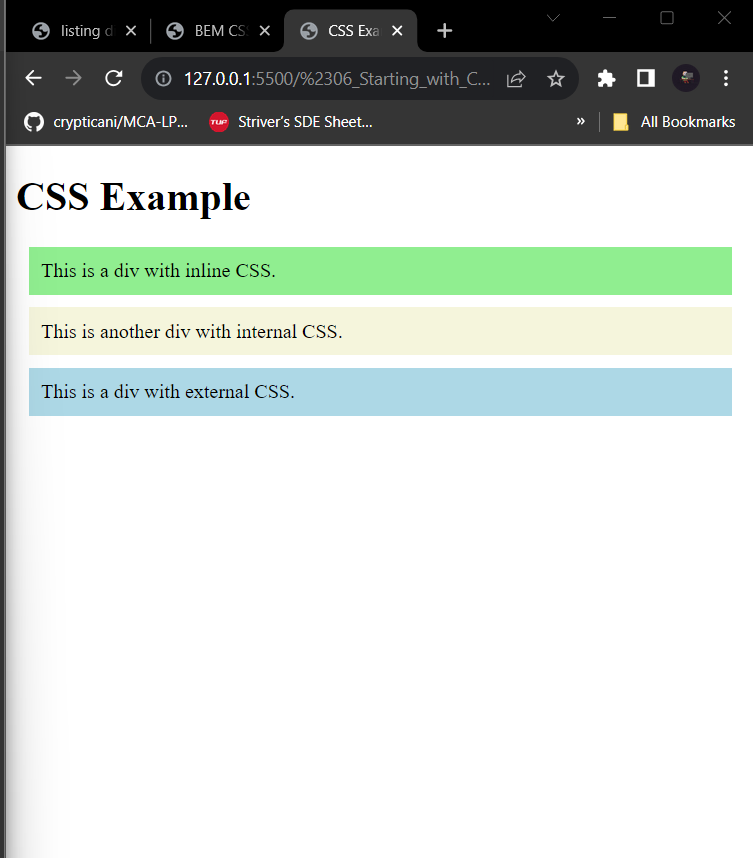 listing d
BEM CS
CSS Exa
127.0.0.1:5500/%2306_Starting_with_C...
crypticani/MCA-LP...
TUF
Striver's SDE Sheet...
»
All Bookmarks
CSS Example
This is a div with inline CSS.
This is another div with internal CSS.
This is a div with external CSS.